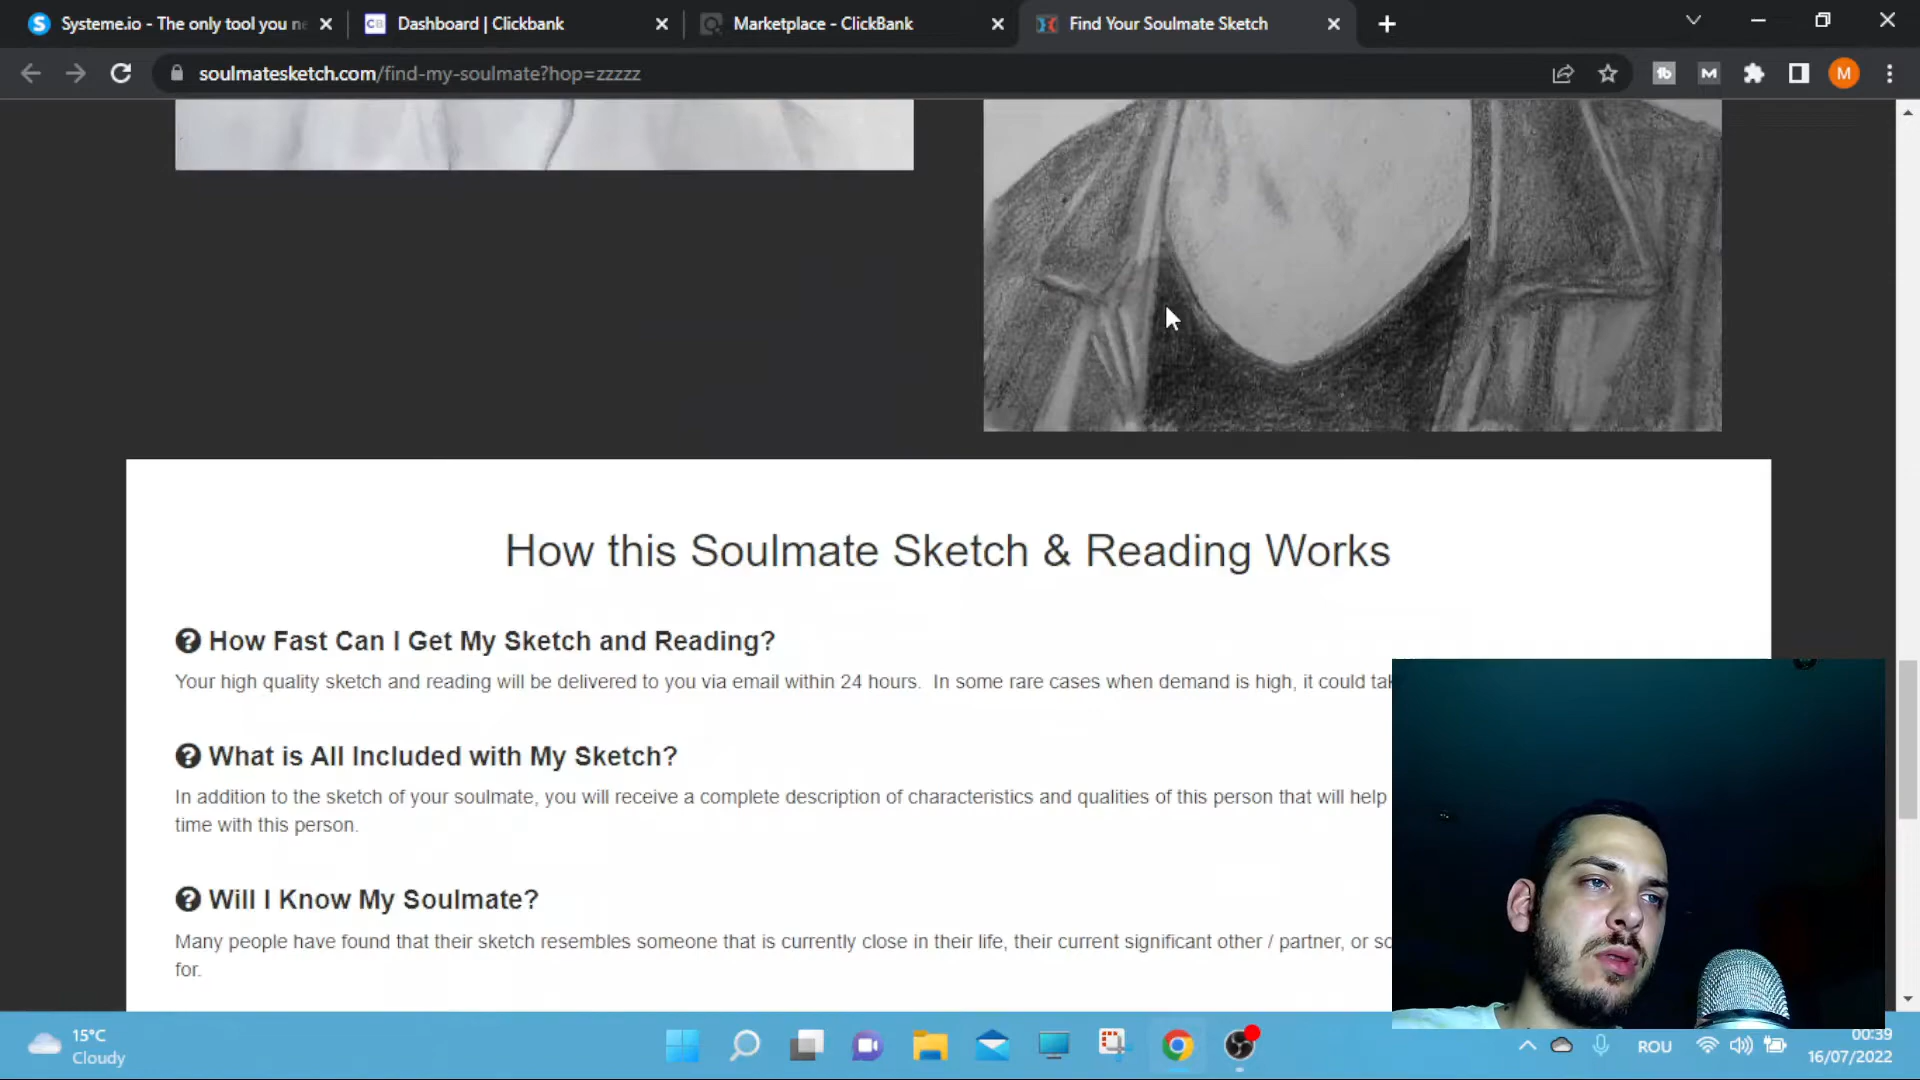 Systeme.io - The only tool you ne
Dashboard | Clickbank
Marketplace - ClickBank
Find Your Soulmate Sketch
soulmatesketch.com/find-my-soulmate?hop=zzzzz
M
How this Soulmate Sketch & Reading Works
How Fast Can I Get My Sketch and Reading?
Your high quality sketch and reading will be delivered to you via email within 24 hours. In some rare cases when demand is high, it could tak
What is All Included with My Sketch?
In addition to the sketch of your soulmate, you will receive a complete description of characteristics and qualities of this person that will help
time with this person.
Will I Know My Soulmate?
Many people have found that their sketch resembles someone that is currently close in their life, their current significant other / partner, or so
for.
15°C
Cloudy
ROU
00:39
16/07/2022